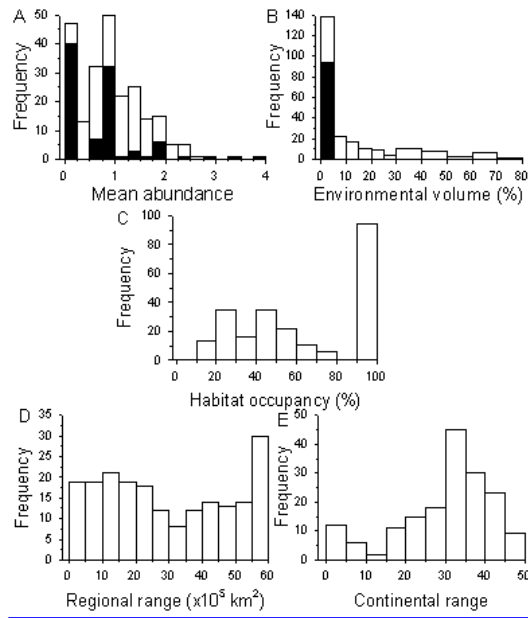 A
50
40
30
20
10
0
Frequency
0 1 2 3 4
Mean abundance
B
140
120
100
80
60
40
20
0
Frequency
0 10 20 30 40 50 60 70 80
Environmental volume (%)
C
100
80
60
40
20
0
Frequency
0 20 40 60 80 100
Habitat occupancy (%)
D
35
30
25
20
15
10
5
0
Frequency
0 10 20 30 40 50 60
Regional range (x10⁵ km²)
E
50
40
30
20
10
0
Frequency
0 10 20 30 40 50
Continental range